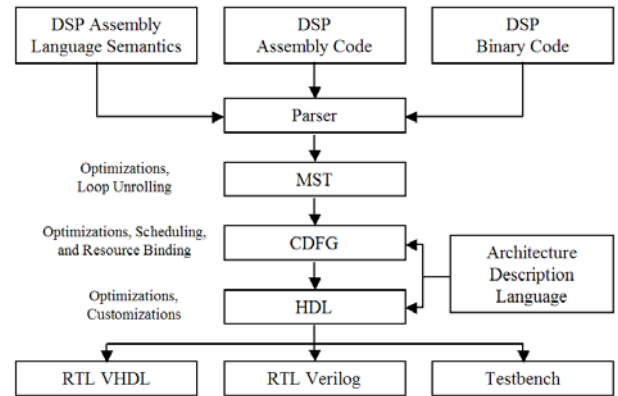 DSP Assembly
Language Semantics
DSP
Assembly Code
DSP
Binary Code
Parser
Optimizations,
Loop Unrolling
MST
Optimizations, Scheduling,
and Resource Binding
CDFG
Architecture
Description
Language
Optimizations,
Customizations
HDL
RTL VHDL
RTL Verilog
Testbench